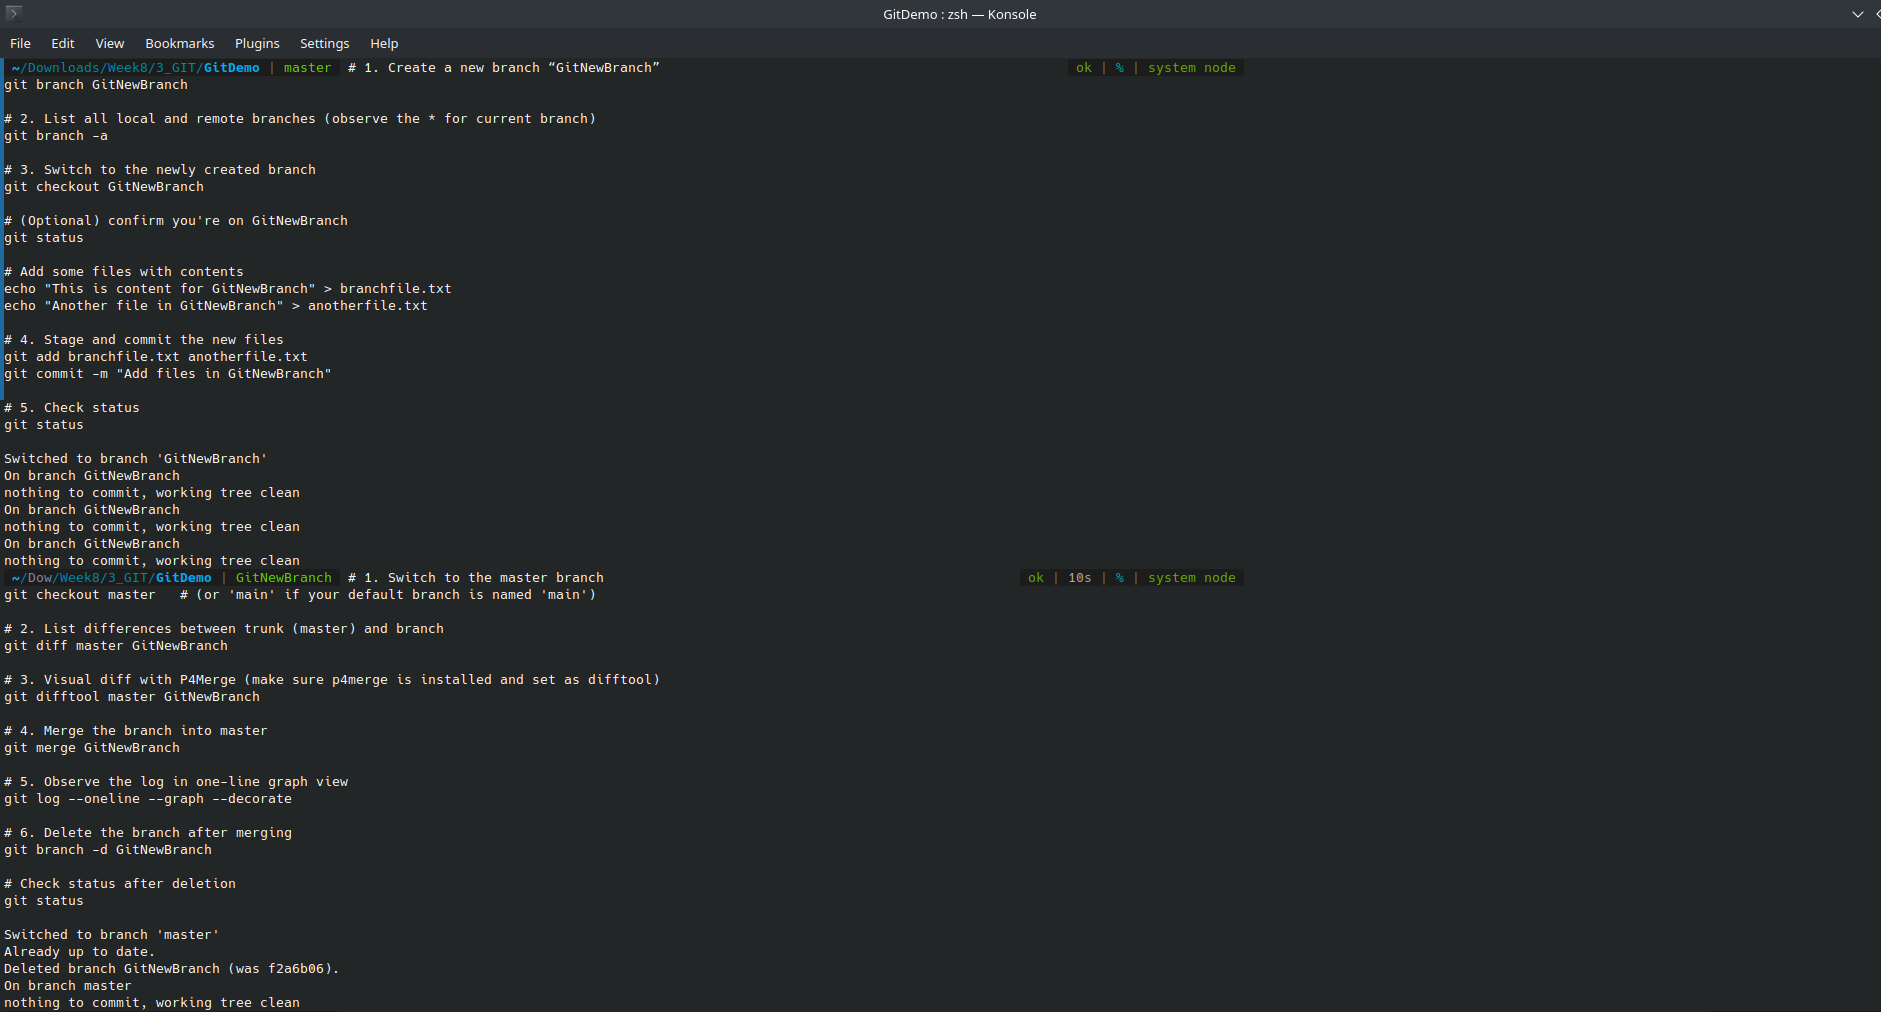 GitDemo : zsh — Konsole
File Edit View Bookmarks Plugins Settings Help
~/Downloads/Week8/3_GIT/GitDemo | master # 1. Create a new branch “GitNewBranch” ok | % | system node
git branch GitNewBranch
# 2. List all local and remote branches (observe the * for current branch)
git branch -a
# 3. Switch to the newly created branch
git checkout GitNewBranch
# (Optional) confirm you're on GitNewBranch
git status
# Add some files with contents
echo "This is content for GitNewBranch" > branchfile.txt
echo "Another file in GitNewBranch" > anotherfile.txt
# 4. Stage and commit the new files
git add branchfile.txt anotherfile.txt
git commit -m "Add files in GitNewBranch"
# 5. Check status
git status
Switched to branch 'GitNewBranch'
On branch GitNewBranch
nothing to commit, working tree clean
On branch GitNewBranch
nothing to commit, working tree clean
On branch GitNewBranch
nothing to commit, working tree clean
~/Dow/Week8/3_GIT/GitDemo | GitNewBranch # 1. Switch to the master branch ok | 10s | % | system node
git checkout master # (or 'main' if your default branch is named 'main')
# 2. List differences between trunk (master) and branch
git diff master GitNewBranch
# 3. Visual diff with P4Merge (make sure p4merge is installed and set as difftool)
git difftool master GitNewBranch
# 4. Merge the branch into master
git merge GitNewBranch
# 5. Observe the log in one-line graph view
git log --oneline --graph --decorate
# 6. Delete the branch after merging
git branch -d GitNewBranch
# Check status after deletion
git status
Switched to branch 'master'
Already up to date.
Deleted branch GitNewBranch (was f2a6b06).
On branch master
nothing to commit, working tree clean